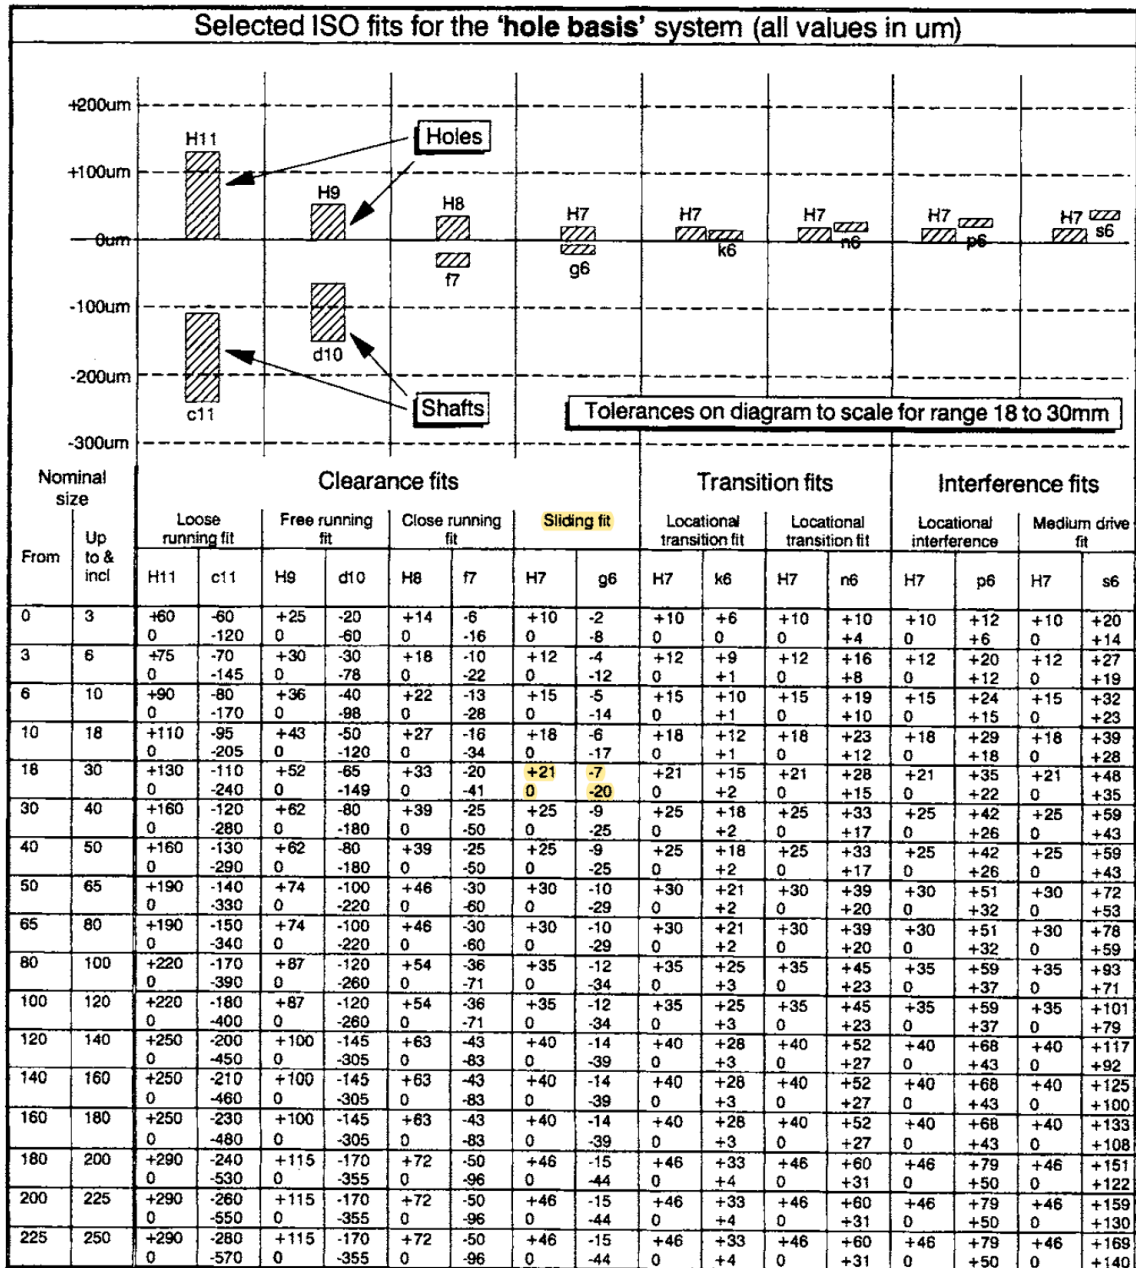 Selected ISO fits for the 'hole basis' system (all values in um)
+200um
H11
Holes
+100um
H9
H8
H7
H7
H7
H7
H7
s6
0um
k6
n6
p6
f7
g6
-100um
d10
-200um
c11
Shafts
Tolerances on diagram to scale for range 18 to 30mm
-300um
Nominal size
Clearance fits
Transition fits
Interference fits
From
Up to & incl
Loose running fit
Free running fit
Close running fit
Sliding fit
Locational transition fit
Locational transition fit
Locational interference
Medium drive fit
H11 c11 H9 d10 H8 f7 H7 g6 H7 k6 H7 n6 H7 p6 H7 s6
0 3 +60 -60 +25 -20 +14 -6 +10 -2 +10 +6 +10 +10 +10 +12 +10 +20
0 -120 0 -60 0 -16 0 -8 0 0 0 +4 0 +6 0 +14
3 6 +75 -70 +30 -30 +18 -10 +12 -4 +12 +9 +12 +16 +12 +20 +12 +27
0 -145 0 -78 0 -22 0 -12 0 +1 0 +8 0 +12 0 +19
6 10 +90 -80 +36 -40 +22 -13 +15 -5 +15 +10 +15 +19 +15 +24 +15 +32
0 -170 0 -98 0 -28 0 -14 0 +1 0 +10 0 +15 0 +23
10 18 +110 -95 +43 -50 +27 -16 +18 -6 +18 +12 +18 +23 +18 +29 +18 +39
0 -205 0 -120 0 -34 0 -17 0 +1 0 +12 0 +18 0 +28
18 30 +130 -110 +52 -65 +33 -20 +21 -7 +21 +15 +21 +28 +21 +35 +21 +48
0 -240 0 -149 0 -41 0 -20 0 +2 0 +15 0 +22 0 +35
30 40 +160 -120 +62 -80 +39 -25 +25 -9 +25 +18 +25 +33 +25 +42 +25 +59
0 -280 0 -180 0 -50 0 -25 0 +2 0 +17 0 +26 0 +43
40 50 +160 -130 +62 -80 +39 -25 +25 -9 +25 +18 +25 +33 +25 +42 +25 +59
0 -290 0 -180 0 -50 0 -25 0 +2 0 +17 0 +26 0 +43
50 65 +190 -140 +74 -100 +46 -30 +30 -10 +30 +21 +30 +39 +30 +51 +30 +72
0 -330 0 -220 0 -60 0 -29 0 +2 0 +20 0 +32 0 +53
65 80 +190 -150 +74 -100 +46 -30 +30 -10 +30 +21 +30 +39 +30 +51 +30 +78
0 -340 0 -220 0 -60 0 -29 0 +2 0 +20 0 +32 0 +59
80 100 +220 -170 +87 -120 +54 -36 +35 -12 +35 +25 +35 +45 +35 +59 +35 +93
0 -390 0 -260 0 -71 0 -34 0 +3 0 +23 0 +37 0 +71
100 120 +220 -180 +87 -120 +54 -36 +35 -12 +35 +25 +35 +45 +35 +59 +35 +101
0 -400 0 -260 0 -71 0 -34 0 +3 0 +23 0 +37 0 +79
120 140 +250 -200 +100 -145 +63 -43 +40 -14 +40 +28 +40 +52 +40 +68 +40 +117
0 -450 0 -305 0 -83 0 -39 0 +3 0 +27 0 +43 0 +92
140 160 +250 -210 +100 -145 +63 -43 +40 -14 +40 +28 +40 +52 +40 +68 +40 +125
0 -460 0 -305 0 -83 0 -39 0 +3 0 +27 0 +43 0 +100
160 180 +250 -230 +100 -145 +63 -43 +40 -14 +40 +28 +40 +52 +40 +68 +40 +133
0 -480 0 -305 0 -83 0 -39 0 +3 0 +27 0 +43 0 +108
180 200 +290 -240 +115 -170 +72 -50 +46 -15 +46 +33 +46 +60 +46 +79 +46 +151
0 -530 0 -355 0 -96 0 -44 0 +4 0 +31 0 +50 0 +122
200 225 +290 -260 +115 -170 +72 -50 +46 -15 +46 +33 +46 +60 +46 +79 +46 +159
0 -550 0 -355 0 -96 0 -44 0 +4 0 +31 0 +50 0 +130
225 250 +290 -280 +115 -170 +72 -50 +46 -15 +46 +33 +46 +60 +46 +79 +46 +169
0 -570 0 -355 0 -96 0 -44 0 +4 0 +31 0 +50 0 +140